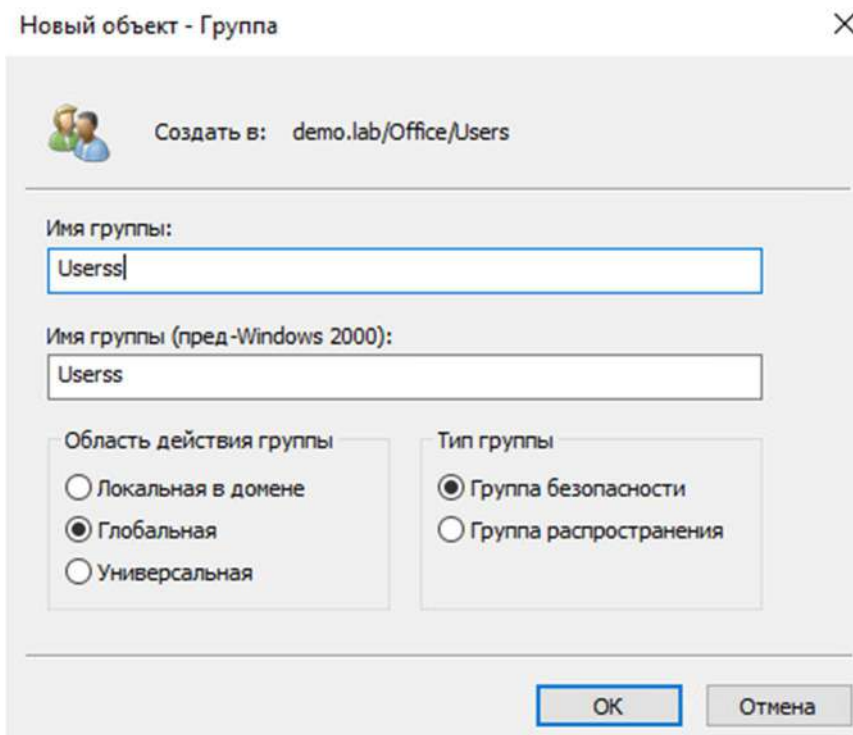 Новый объект - Группа
Создать в: demo.lab/Office/Users
Имя группы:
Userss
Имя группы (пред-Windows 2000):
Userss
Область действия группы
Локальная в домене
Глобальная
Универсальная
Тип группы
Группа безопасности
Группа распространения
OK
Отмена